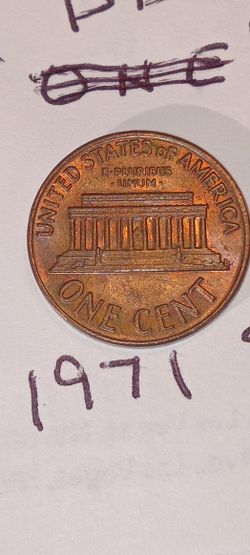 ONE
UNITED STATES OF AMERICA
E·PLURIBUS
·UNUM·
ONE CENT
1971